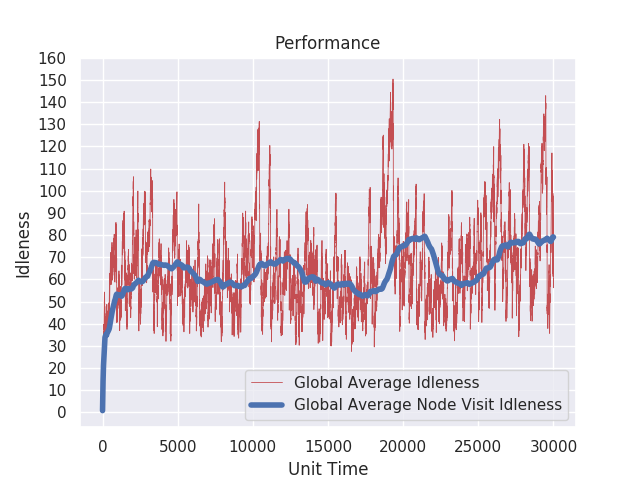 Performance
160
150
140
130
120
110
100
90
80
70
60
50
40
30
20
10
0
Idleness
Global Average Idleness
Global Average Node Visit Idleness
0 5000 10000 15000 20000 25000 30000
Unit Time